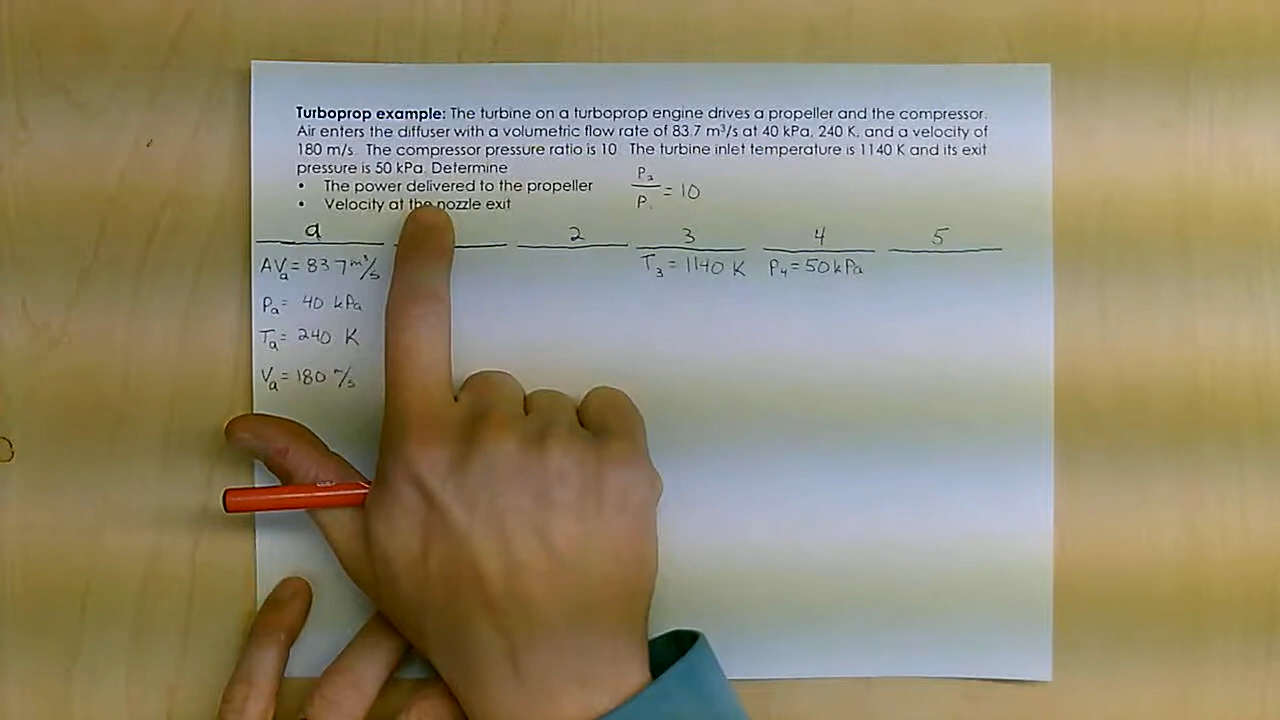 Turboprop example: The turbine on a turboprop engine drives a propeller and the compressor.
Air enters the diffuser with a volumetric flow rate of 83.7 m³/s at 40 kPa, 240 K, and a velocity of
180 m/s. The compressor pressure ratio is 10. The turbine inlet temperature is 1140 K and its exit
pressure is 50 kPa. Determine
• The power delivered to the propeller
• Velocity at the nozzle exit
P₂/P₁ = 10
a 2 3 4 5
AVₐ = 83.7 m³/s T₃ = 1140 K P₄ = 50 kPa
Pₐ = 40 kPa
Tₐ = 240 K
Vₐ = 180 m/s